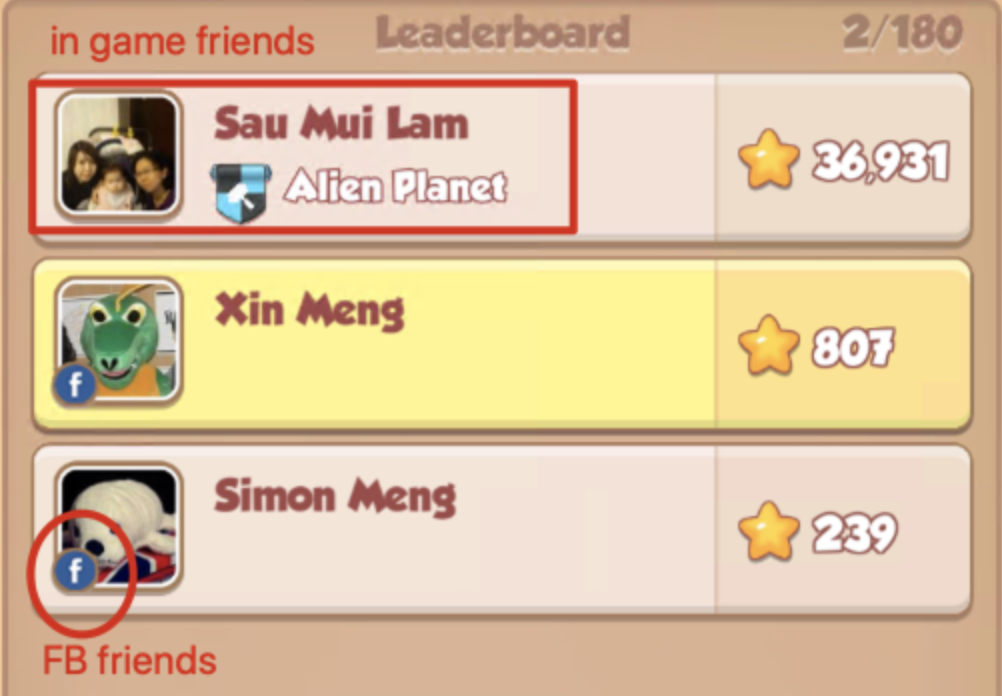 in game friends Leaderboard 2/180
Sau Mui Lam
Alien Planet
36,931
Xin Meng
807
f
Simon Meng
239
f
FB friends